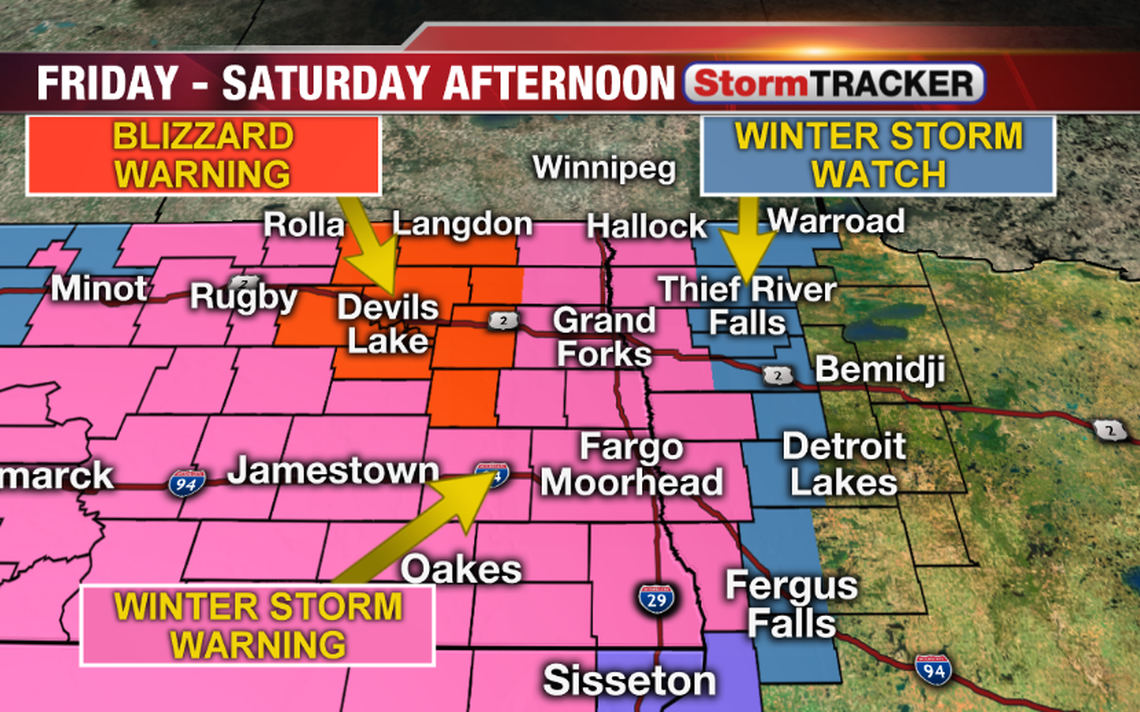 FRIDAY - SATURDAY AFTERNOON StormTRACKER
BLIZZARD
WARNING
WINTER STORM
WATCH
Winnipeg
Rolla
Langdon
Hallock
Warroad
Minot
2
Rugby
Devils
Lake
2
Grand
Forks
Thief River
Falls
2
Bemidji
2
marck
94
Jamestown
Fargo
Moorhead
Detroit
Lakes
Oakes
WINTER STORM
WARNING
29
Fergus
Falls
94
Sisseton